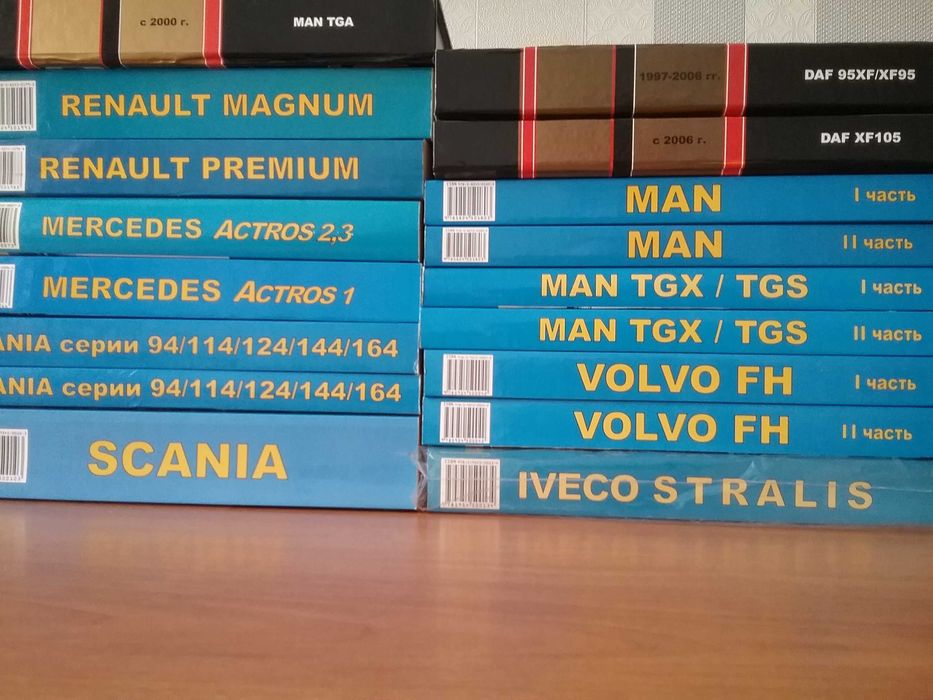 с 2000 г. MAN TGA
RENAULT MAGNUM
RENAULT PREMIUM
MERCEDES ACTROS 2,3
MERCEDES ACTROS 1
ANIA серии 94/114/124/144/164
ANIA серии 94/114/124/144/164
SCANIA
1997-2006 гг. DAF 95XF/XF95
с 2006 г. DAF XF105
MAN I часть
MAN II часть
MAN TGX / TGS I часть
MAN TGX / TGS II часть
VOLVO FH I часть
VOLVO FH II часть
IVECO STRALIS